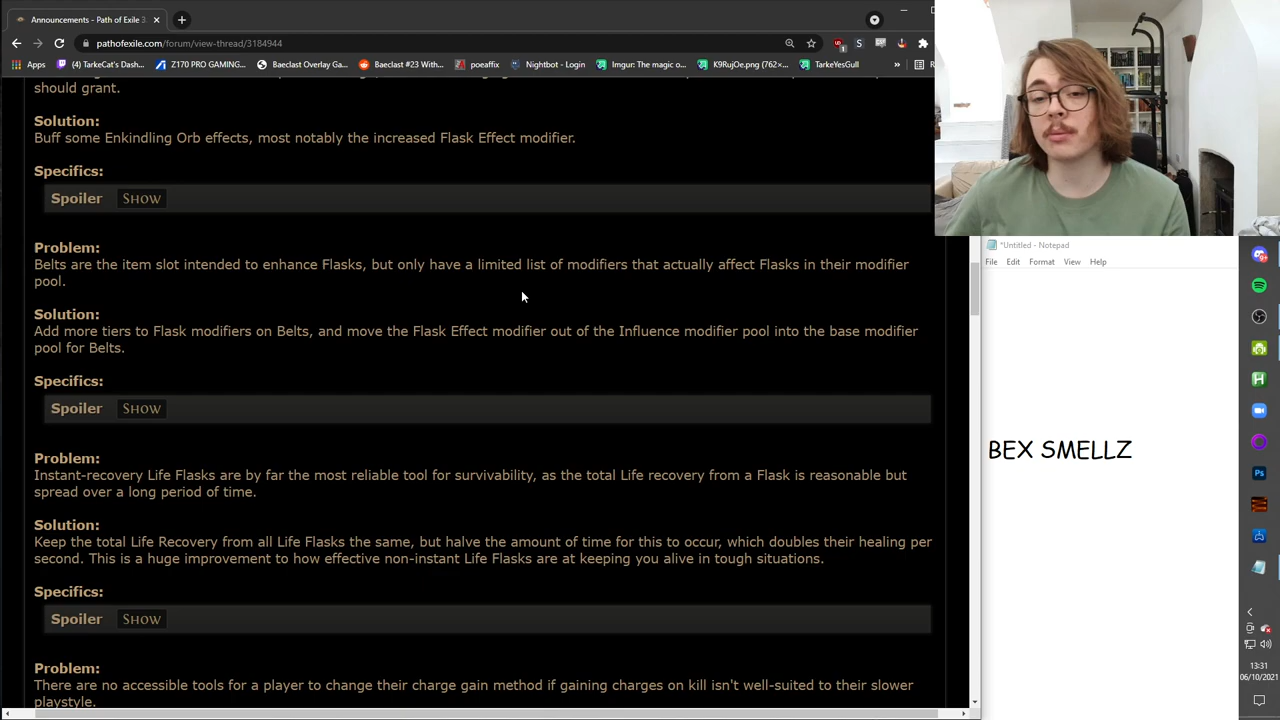 Announcements - Path of Exile 3.
pathofexile.com/forum/view-thread/3184944
Apps
(4) TarkeCat's Dash...
Z170 PRO GAMING...
Baeclast Overlay Ga...
Baeclast #23 With...
poeaffix
Nightbot - Login
Imgur: The magic o...
K9RujOe.png (762×...
TarkeYesGull
should grant.
Solution:
Buff some Enkindling Orb effects, most notably the increased Flask Effect modifier.
Specifics:
Spoiler SHOW
Problem:
Belts are the item slot intended to enhance Flasks, but only have a limited list of modifiers that actually affect Flasks in their modifier
pool.
Solution:
Add more tiers to Flask modifiers on Belts, and move the Flask Effect modifier out of the Influence modifier pool into the base modifier
pool for Belts.
Specifics:
Spoiler SHOW
Problem:
Instant-recovery Life Flasks are by far the most reliable tool for survivability, as the total Life recovery from a Flask is reasonable but
spread over a long period of time.
Solution:
Keep the total Life Recovery from all Life Flasks the same, but halve the amount of time for this to occur, which doubles their healing per
second. This is a huge improvement to how effective non-instant Life Flasks are at keeping you alive in tough situations.
Specifics:
Spoiler SHOW
Problem:
There are no accessible tools for a player to change their charge gain method if gaining charges on kill isn't well-suited to their slower
playstyle.
*Untitled - Notepad
File Edit Format View Help
BEX SMELLZ
13:31
06/10/2021